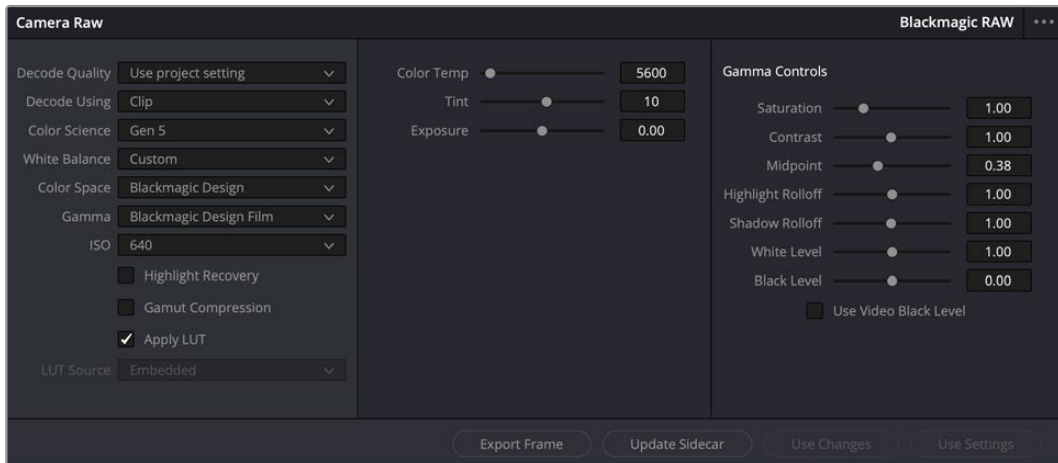 Camera Raw
Blackmagic RAW
Decode Quality Use project setting
Decode Using Clip
Color Science Gen 5
White Balance Custom
Color Space Blackmagic Design
Gamma Blackmagic Design Film
ISO 640
Highlight Recovery
Gamut Compression
Apply LUT
LUT Source Embedded
Color Temp 5600
Tint 10
Exposure 0.00
Gamma Controls
Saturation 1.00
Contrast 1.00
Midpoint 0.38
Highlight Rolloff 1.00
Shadow Rolloff 1.00
White Level 1.00
Black Level 0.00
Use Video Black Level
Export Frame
Update Sidecar
Use Changes
Use Settings